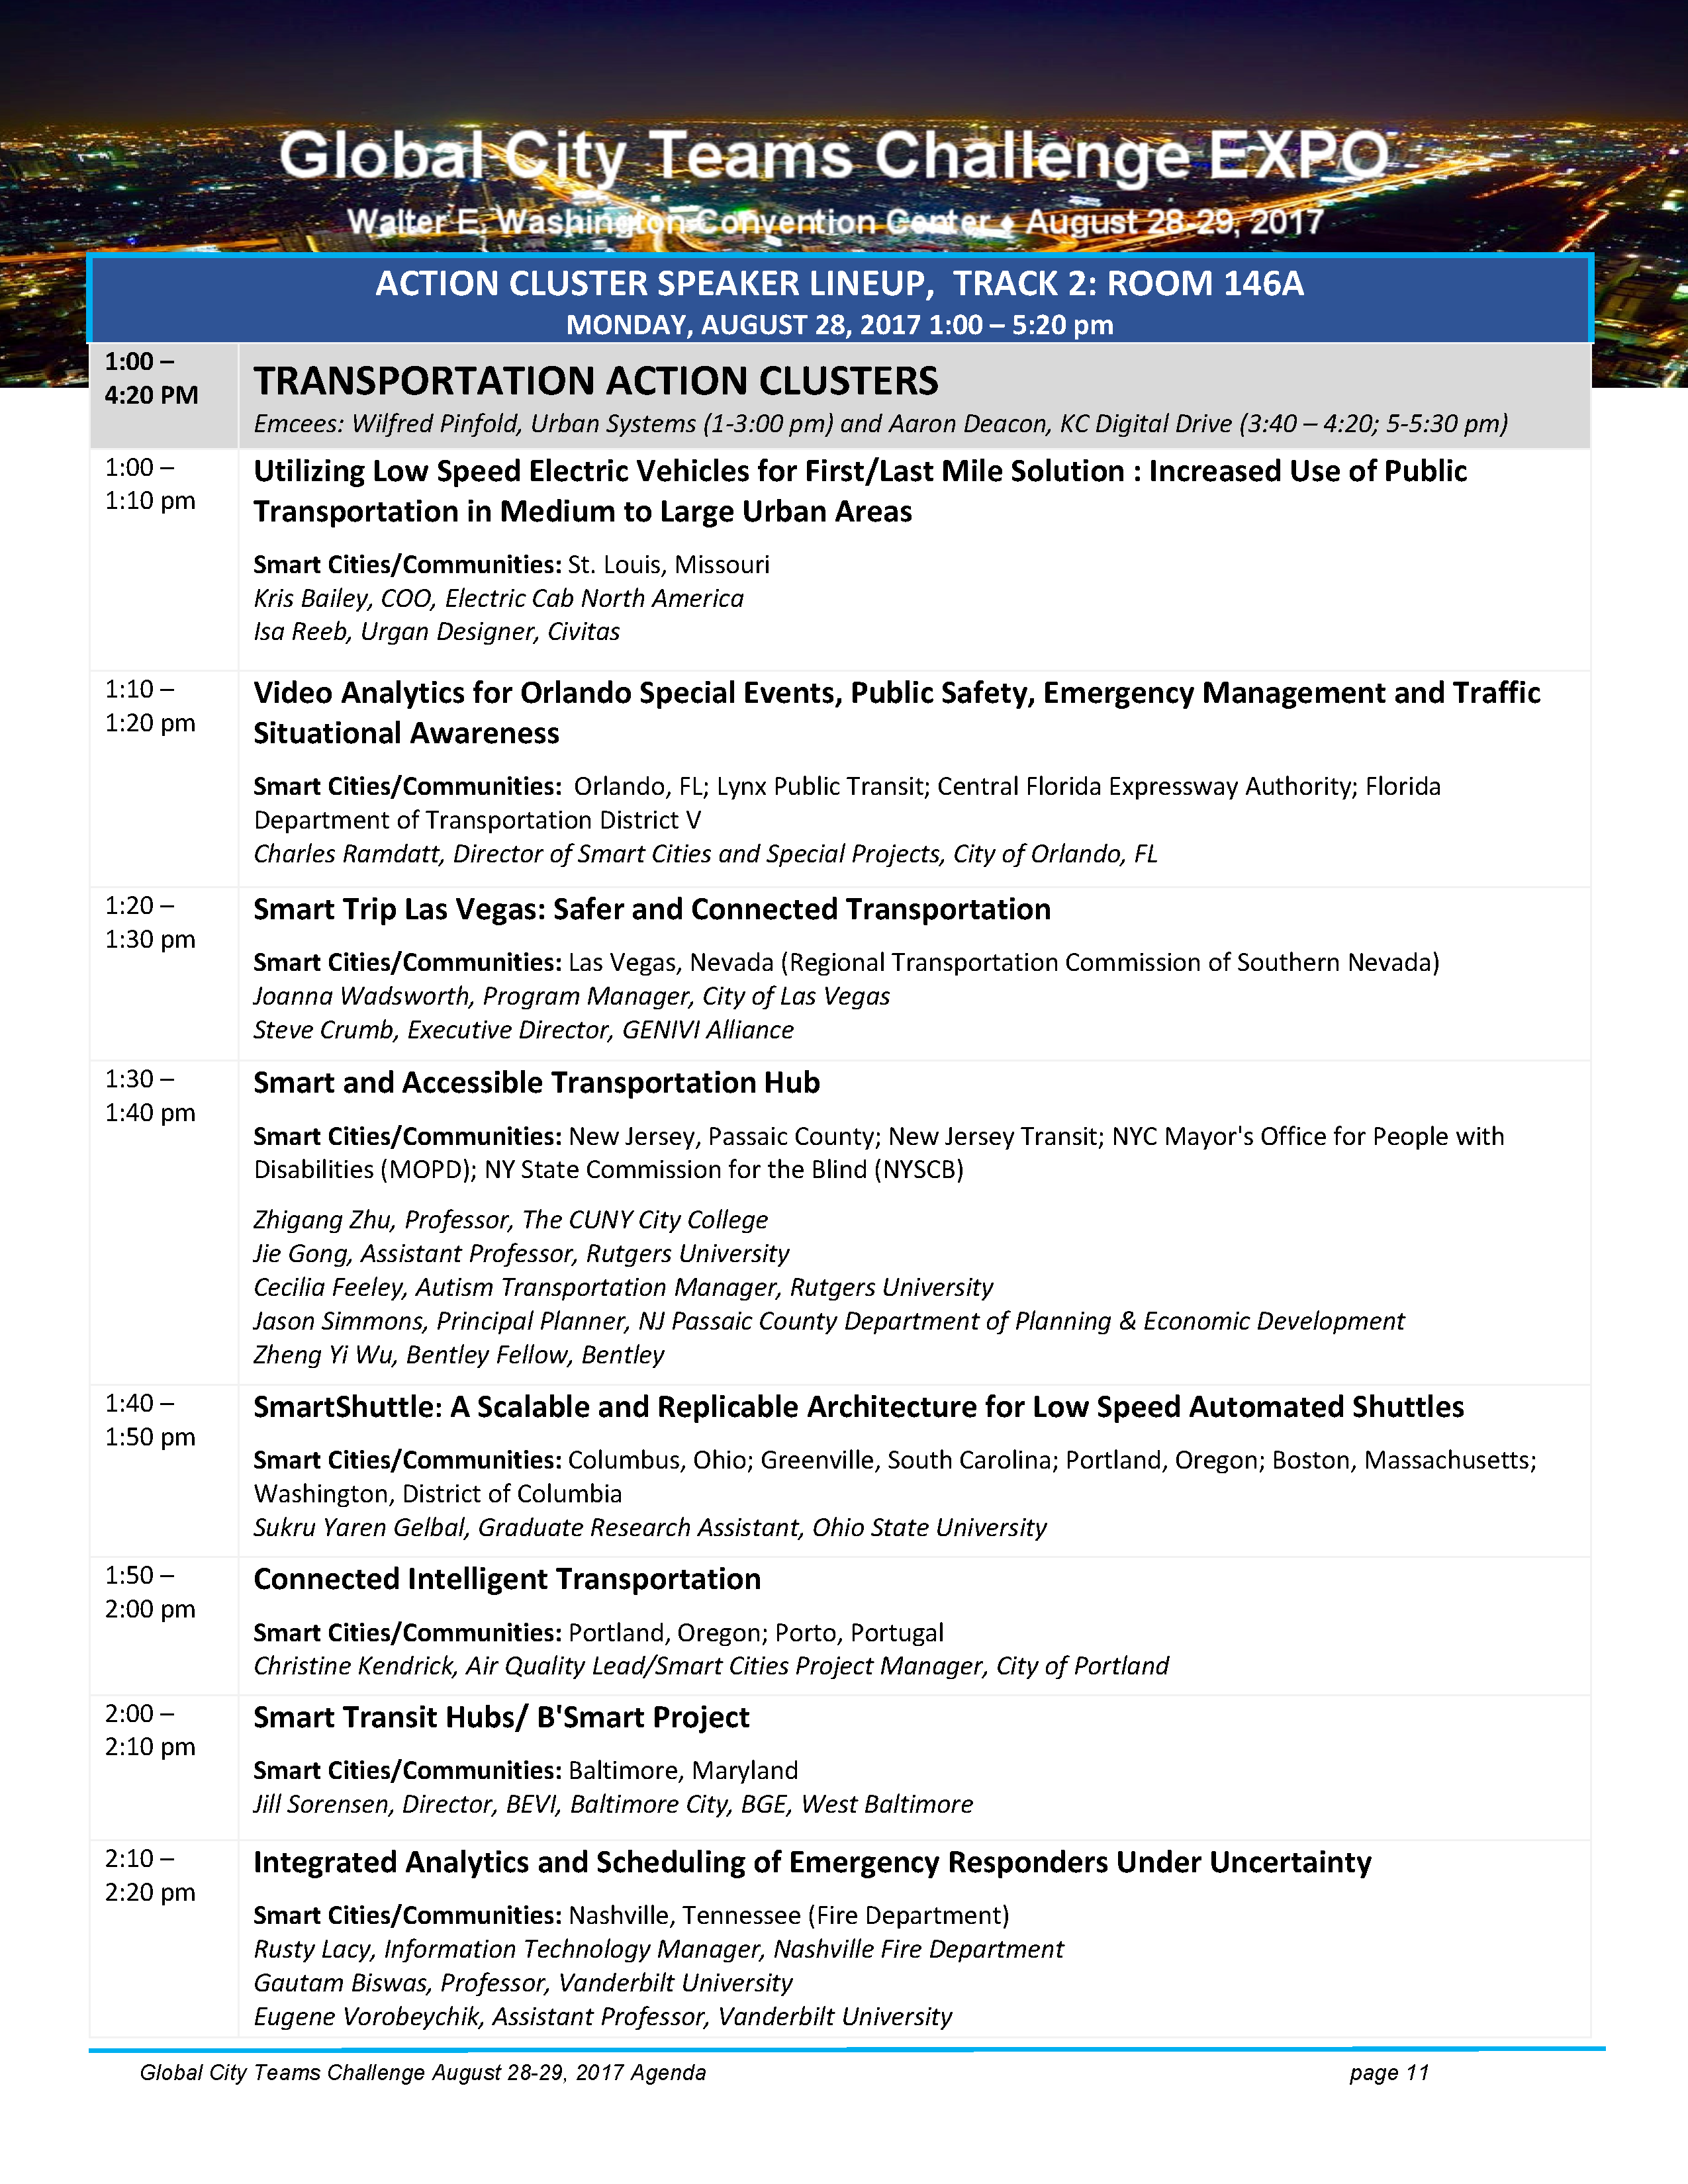 Global City Teams Challenge EXPO
Walter E. Washington Convention Center ♦ August 28-29, 2017
ACTION CLUSTER SPEAKER LINEUP,  TRACK 2: ROOM 146A
MONDAY, AUGUST 28, 2017 1:00 – 5:20 pm
1:00 –
4:20 PM
TRANSPORTATION ACTION CLUSTERS
Emcees: Wilfred Pinfold, Urban Systems (1-3:00 pm) and Aaron Deacon, KC Digital Drive (3:40 – 4:20; 5-5:30 pm)
1:00 –
1:10 pm
Utilizing Low Speed Electric Vehicles for First/Last Mile Solution : Increased Use of Public
Transportation in Medium to Large Urban Areas
Smart Cities/Communities: St. Louis, Missouri
Kris Bailey, COO, Electric Cab North America
Isa Reeb, Urgan Designer, Civitas
1:10 –
1:20 pm
Video Analytics for Orlando Special Events, Public Safety, Emergency Management and Traffic
Situational Awareness
Smart Cities/Communities:  Orlando, FL; Lynx Public Transit; Central Florida Expressway Authority; Florida
Department of Transportation District V
Charles Ramdatt, Director of Smart Cities and Special Projects, City of Orlando, FL
1:20 –
1:30 pm
Smart Trip Las Vegas: Safer and Connected Transportation
Smart Cities/Communities: Las Vegas, Nevada (Regional Transportation Commission of Southern Nevada)
Joanna Wadsworth, Program Manager, City of Las Vegas
Steve Crumb, Executive Director, GENIVI Alliance
1:30 –
1:40 pm
Smart and Accessible Transportation Hub
Smart Cities/Communities: New Jersey, Passaic County; New Jersey Transit; NYC Mayor's Office for People with
Disabilities (MOPD); NY State Commission for the Blind (NYSCB)
Zhigang Zhu, Professor, The CUNY City College
Jie Gong, Assistant Professor, Rutgers University
Cecilia Feeley, Autism Transportation Manager, Rutgers University
Jason Simmons, Principal Planner, NJ Passaic County Department of Planning & Economic Development
Zheng Yi Wu, Bentley Fellow, Bentley
1:40 –
1:50 pm
SmartShuttle: A Scalable and Replicable Architecture for Low Speed Automated Shuttles
Smart Cities/Communities: Columbus, Ohio; Greenville, South Carolina; Portland, Oregon; Boston, Massachusetts;
Washington, District of Columbia
Sukru Yaren Gelbal, Graduate Research Assistant, Ohio State University
1:50 –
2:00 pm
Connected Intelligent Transportation
Smart Cities/Communities: Portland, Oregon; Porto, Portugal
Christine Kendrick, Air Quality Lead/Smart Cities Project Manager, City of Portland
2:00 –
2:10 pm
Smart Transit Hubs/ B'Smart Project
Smart Cities/Communities: Baltimore, Maryland
Jill Sorensen, Director, BEVI, Baltimore City, BGE, West Baltimore
2:10 –
2:20 pm
Integrated Analytics and Scheduling of Emergency Responders Under Uncertainty
Smart Cities/Communities: Nashville, Tennessee (Fire Department)
Rusty Lacy, Information Technology Manager, Nashville Fire Department
Gautam Biswas, Professor, Vanderbilt University
Eugene Vorobeychik, Assistant Professor, Vanderbilt University
Global City Teams Challenge August 28-29, 2017 Agenda
page 11